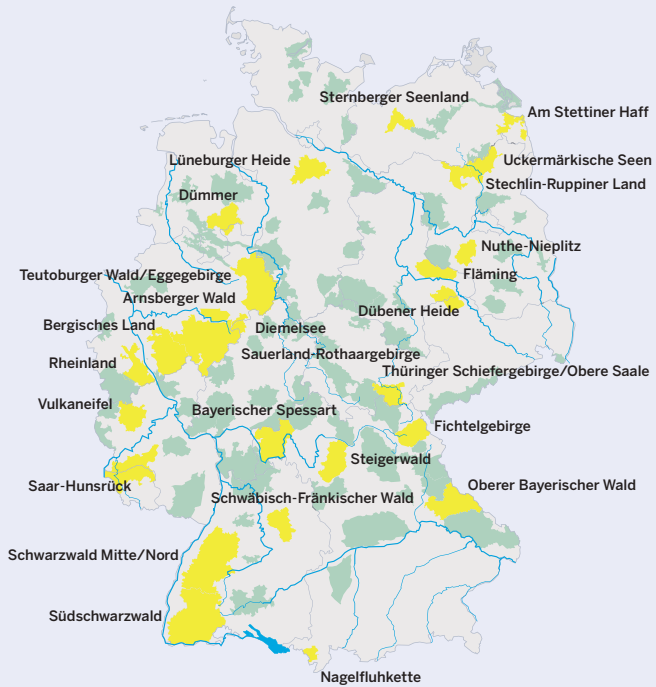 Sternberger Seenland
Am Stettiner Haff
Lüneburger Heide
Uckermärkische Seen
Stechlin-Ruppiner Land
Dümmer
Nuthe-Nieplitz
Teutoburger Wald/Eggegebirge
Fläming
Arnsberger Wald
Dübener Heide
Bergisches Land
Diemelsee
Sauerland-Rothaargebirge
Rheinland
Thüringer Schiefergebirge/Obere Saale
Vulkaneifel
Bayerischer Spessart
Fichtelgebirge
Steigerwald
Saar-Hunsrück
Oberer Bayerischer Wald
Schwäbisch-Fränkischer Wald
Schwarzwald Mitte/Nord
Südschwarzwald
Nagelfluhkette